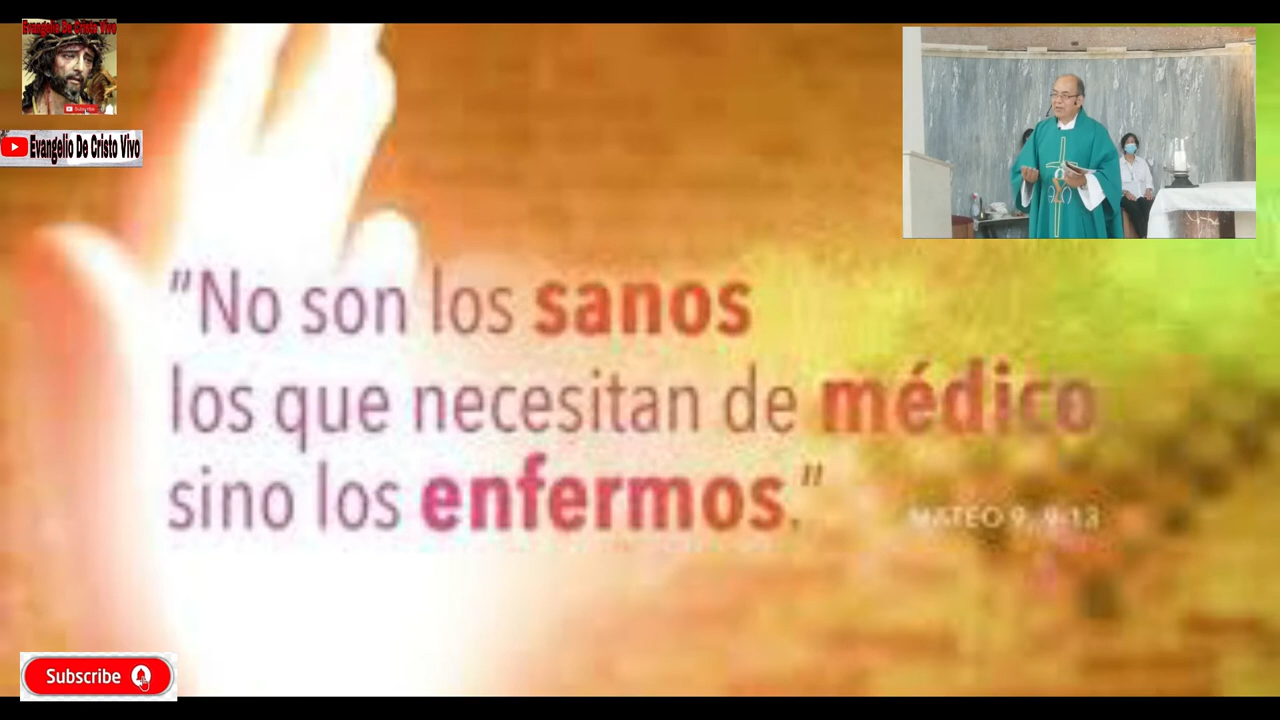 Evangelio De Cristo Vivo
Subscribe
Evangelio De Cristo Vivo
"No son los sanos
los que necesitan de médico
sino los enfermos."
MATEO 9, 9-13
Subscribe